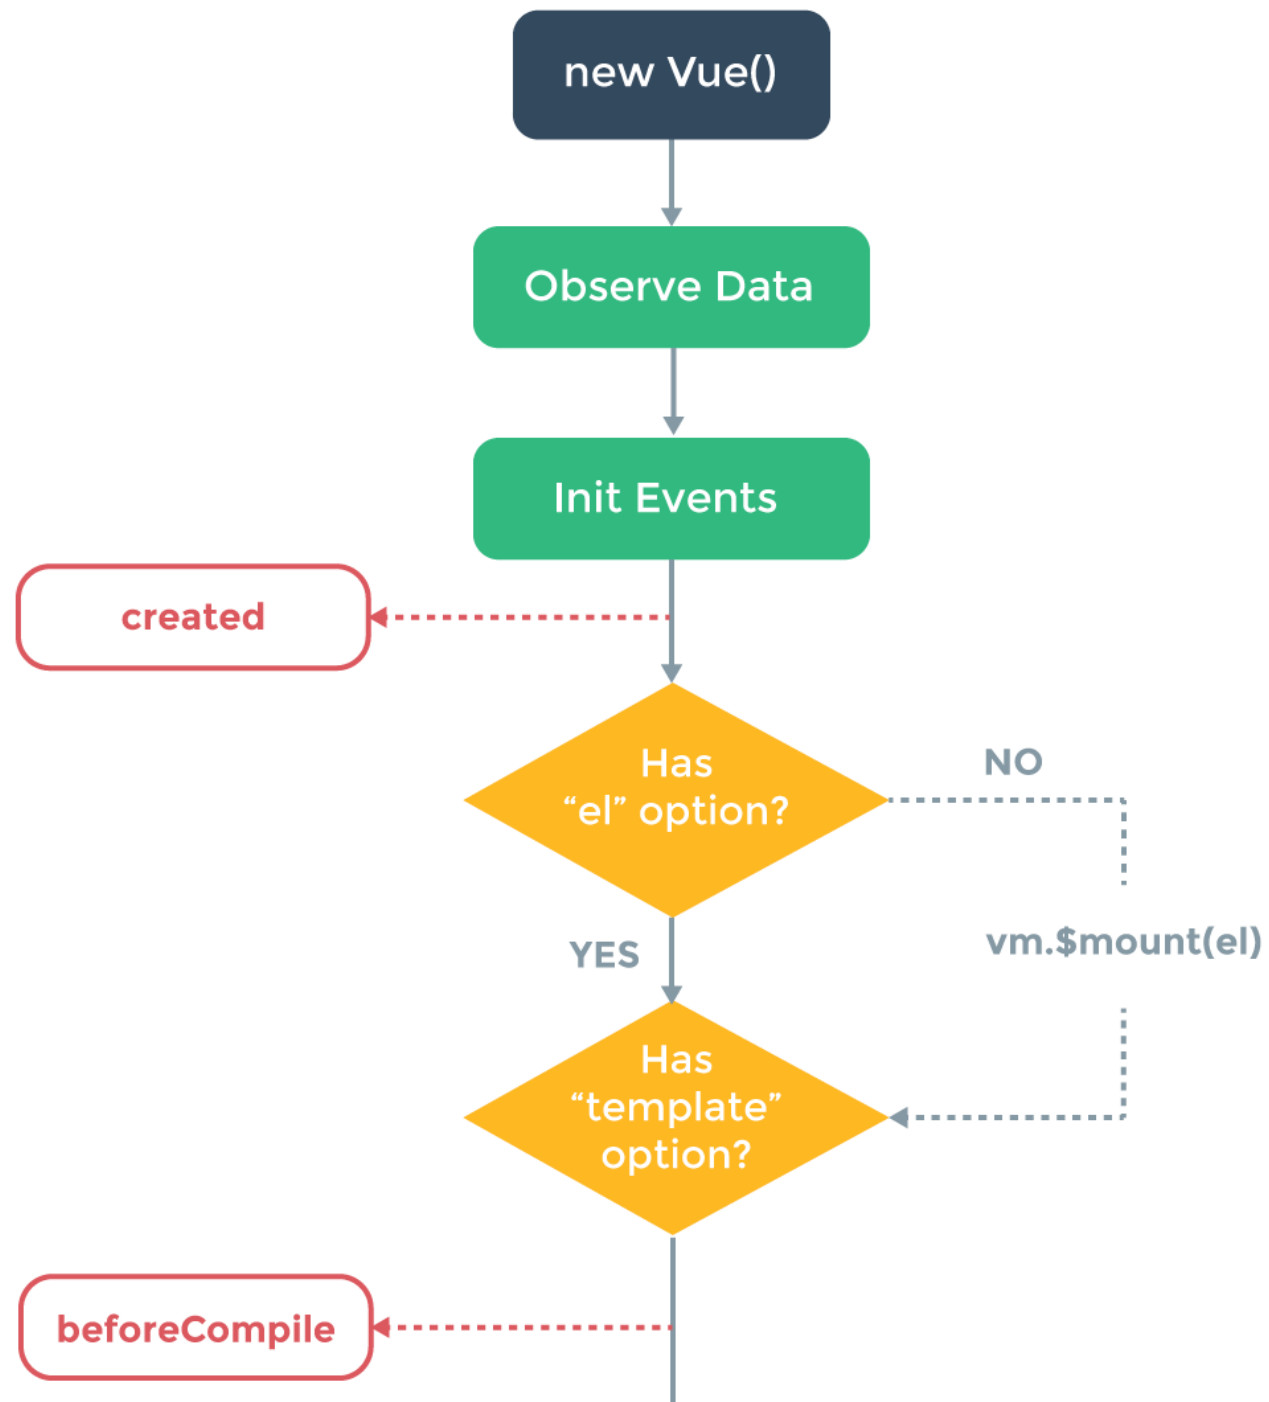 new Vue()
Observe Data
Init Events
created
Has
“el” option?
NO
YES
vm.$mount(el)
Has
“template”
option?
beforeCompile